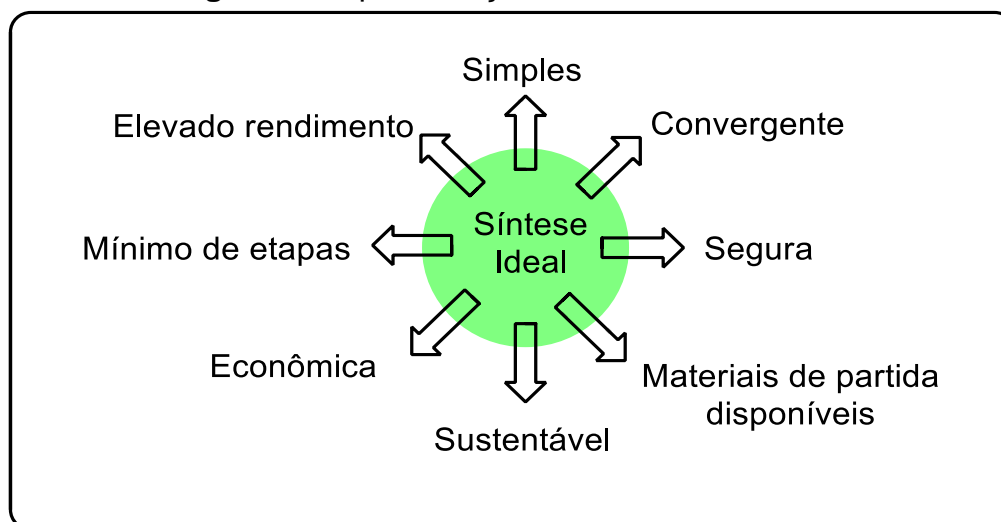 Simples
Elevado rendimento
Convergente
Síntese
Ideal
Mínimo de etapas
Segura
Econômica
Materiais de partida
disponíveis
Sustentável